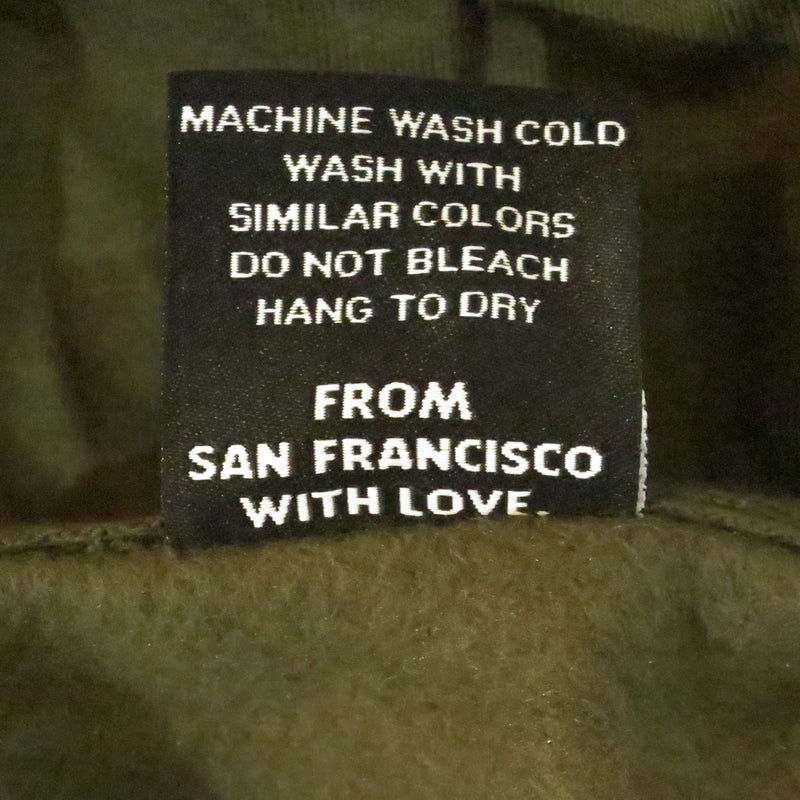 MACHINE WASH COLD
WASH WITH
SIMILAR COLORS
DO NOT BLEACH
HANG TO DRY
FROM
SAN FRANCISCO
WITH LOVE.